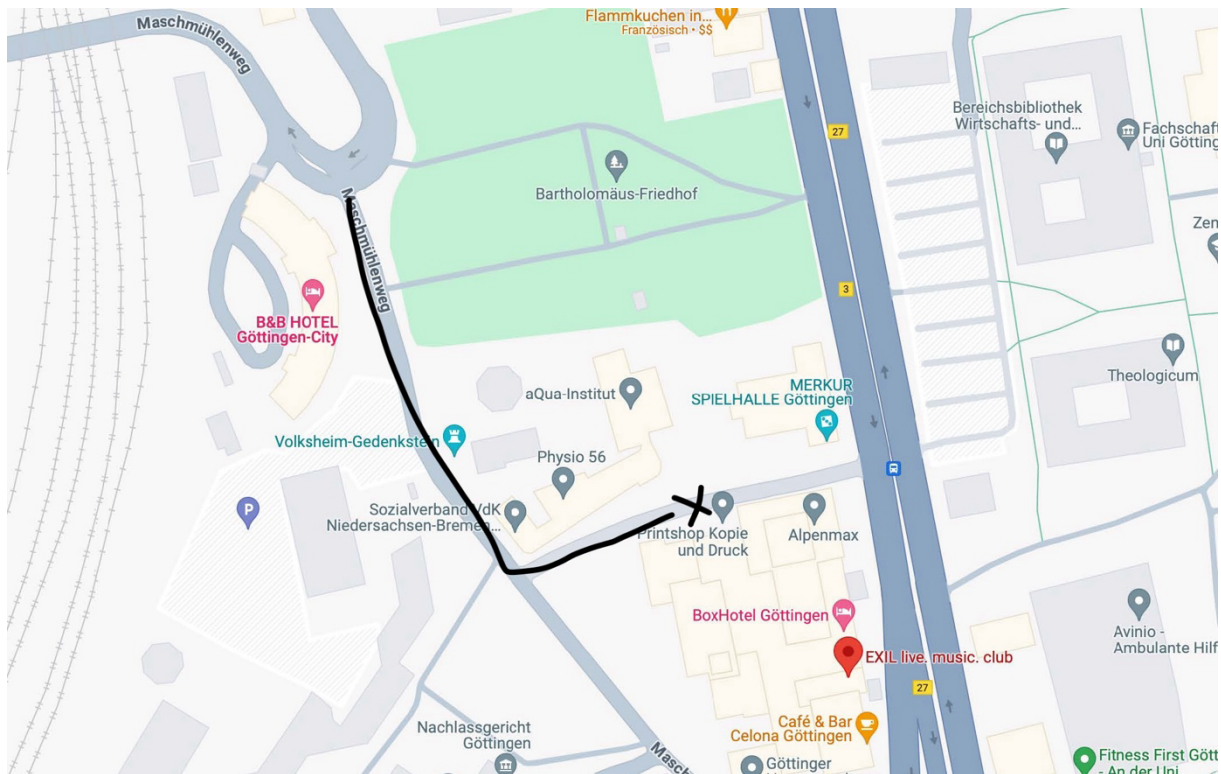 Maschmühlenweg
Flammkuchen in...
Französisch • $$
27
Bereichsbibliothek
Wirtschafts- und...
Fachschaft
Uni Götting
Bartholomäus-Friedhof
Maschmühlenweg
Zen
3
B&B HOTEL
Göttingen-City
Theologicum
aQua-Institut
MERKUR
SPIELHALLE Göttingen
Volksheim-Gedenkstein
Physio 56
P
Sozialverband VdK
Niedersachsen-Bremen...
Printshop Kopie
und Druck
Alpenmax
BoxHotel Göttingen
Avinio -
Ambulante Hilf
EXIL live. music. club
27
Nachlassgericht
Göttingen
Café & Bar
Celona Göttingen
Masc
Göttinger
Fitness First Gött
- An der Uni